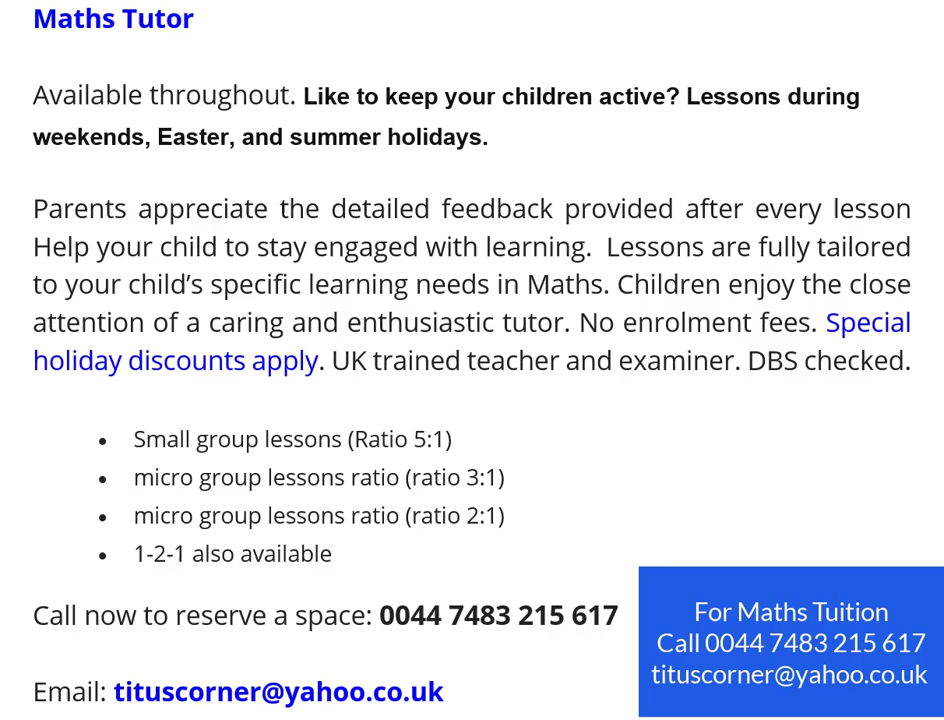 Maths Tutor
Available throughout. Like to keep your children active? Lessons during
weekends, Easter, and summer holidays.
Parents appreciate the detailed feedback provided after every lesson
Help your child to stay engaged with learning.  Lessons are fully tailored
to your child’s specific learning needs in Maths. Children enjoy the close
attention of a caring and enthusiastic tutor. No enrolment fees. Special
holiday discounts apply. UK trained teacher and examiner. DBS checked.
• Small group lessons (Ratio 5:1)
• micro group lessons ratio (ratio 3:1)
• micro group lessons ratio (ratio 2:1)
• 1-2-1 also available
Call now to reserve a space: 0044 7483 215 617
Email: tituscorner@yahoo.co.uk
For Maths Tuition
Call 0044 7483 215 617
tituscorner@yahoo.co.uk